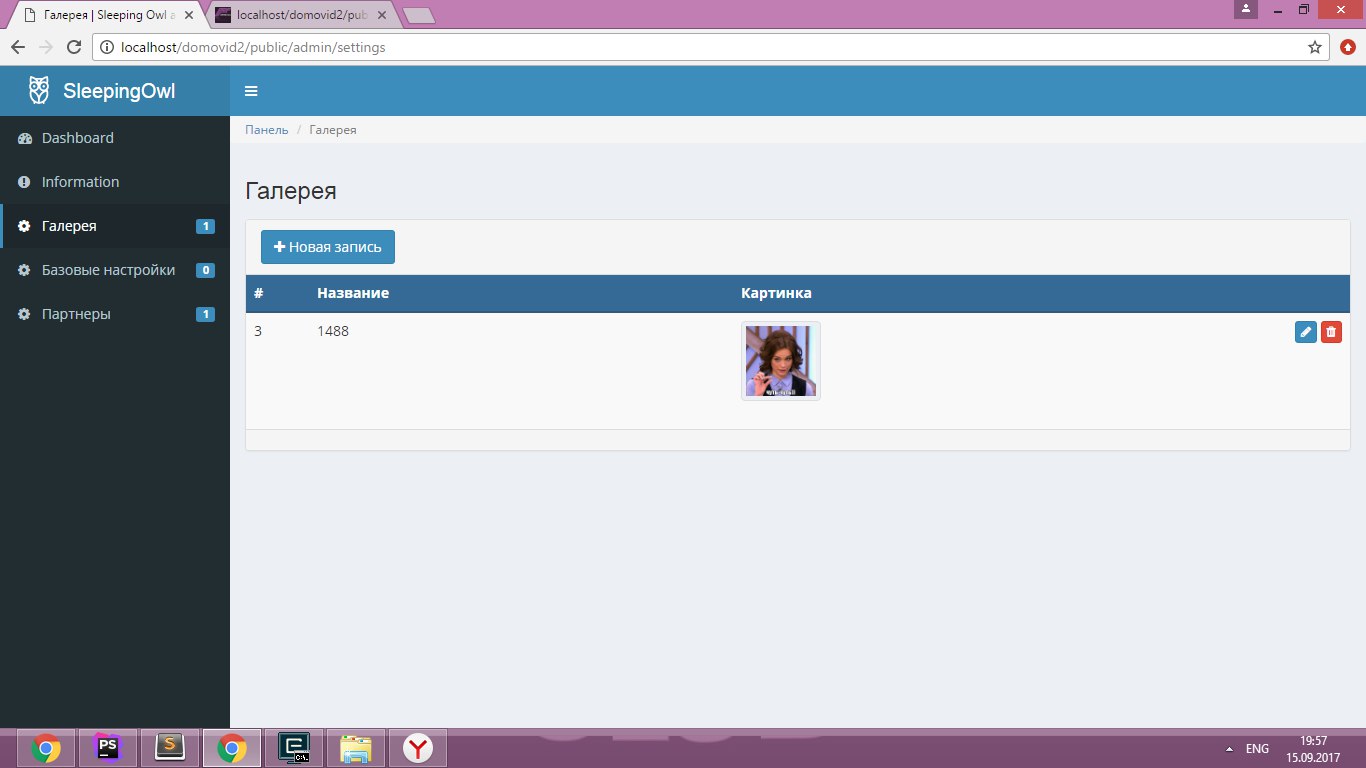 Галерея | Sleeping Owl a
localhost/domovid2/pub
localhost/domovid2/public/admin/settings
SleepingOwl
Панель / Галерея
Dashboard
Information
Галерея 1
Базовые настройки 0
Партнеры 1
Галерея
Новая запись
# Название Картинка
3 1488
PS
S
C:\.
Y
ENG
19:57
15.09.2017